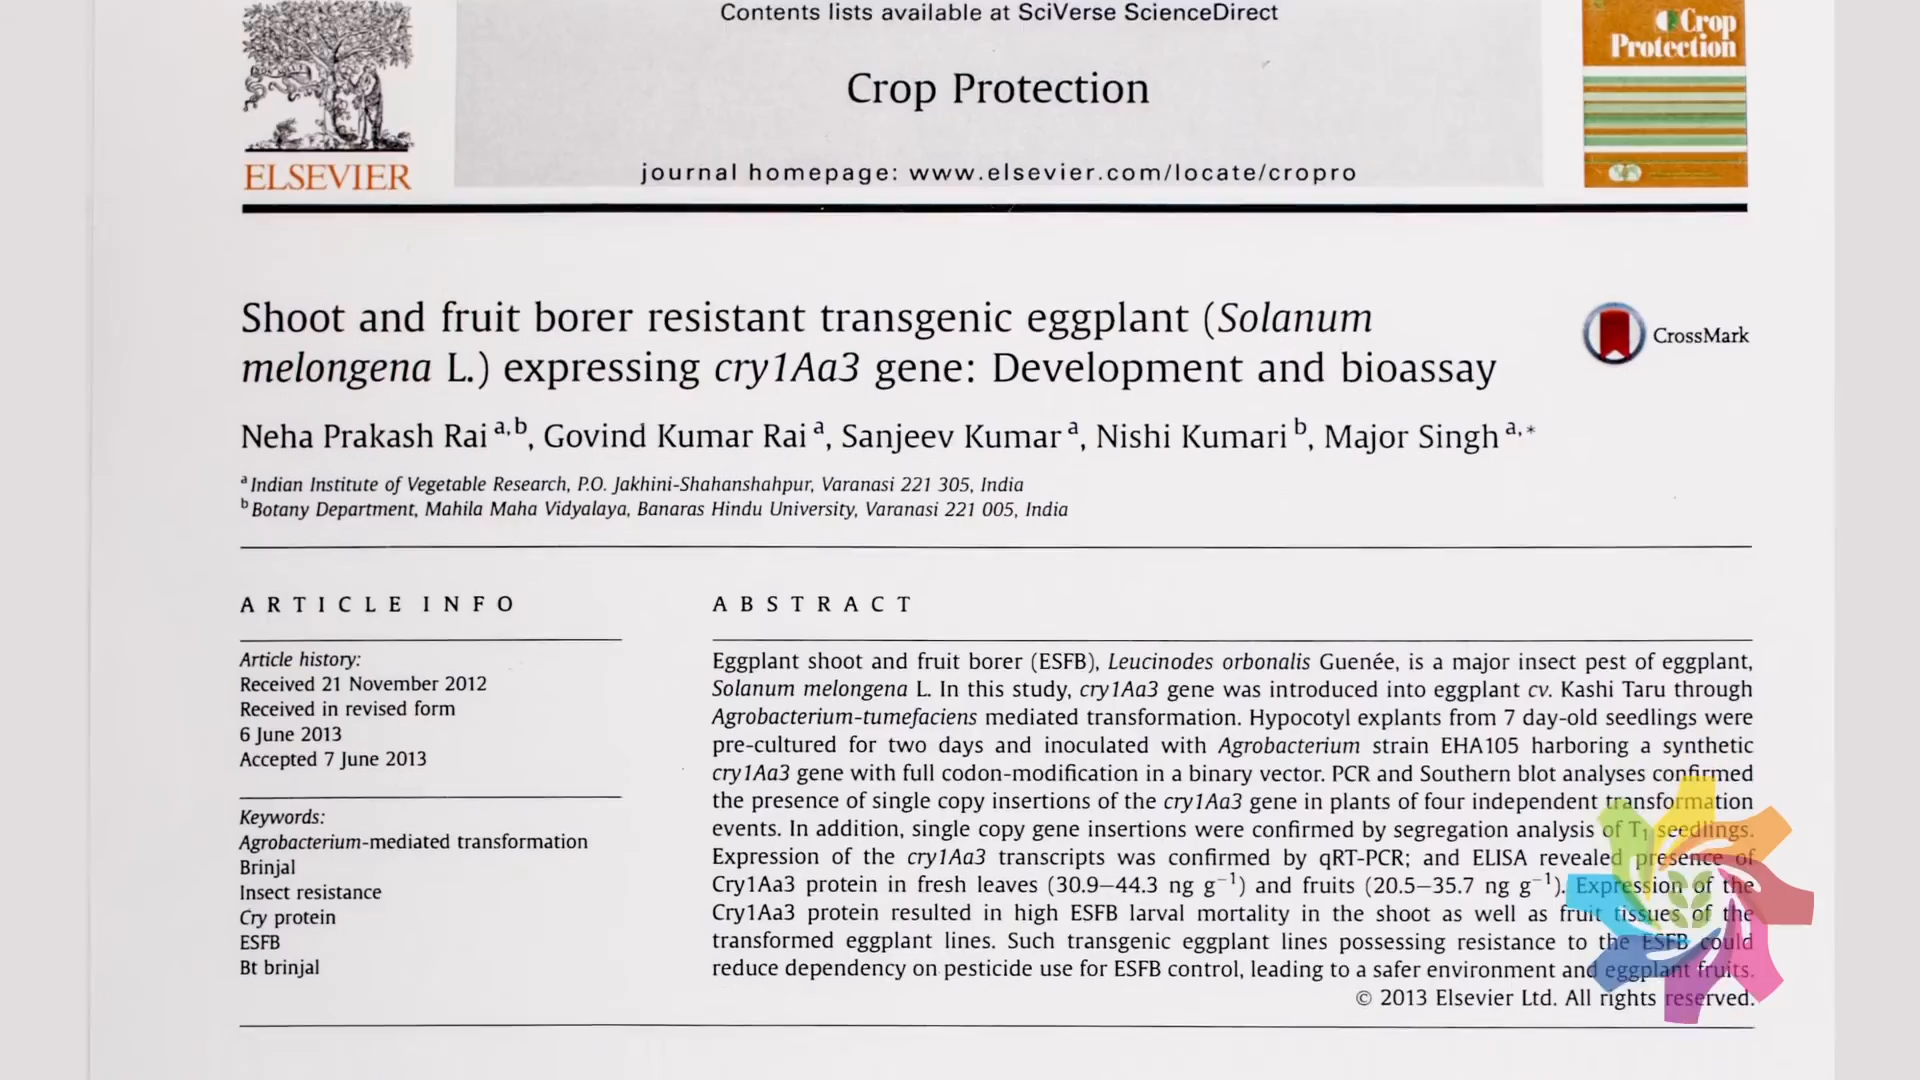 Contents lists available at SciVerse ScienceDirect
Crop Protection
journal homepage: www.elsevier.com/locate/cropro
ELSEVIER
Crop
Protection
Shoot and fruit borer resistant transgenic eggplant (Solanum
melongena L.) expressing cry1Aa3 gene: Development and bioassay
CrossMark
Neha Prakash Rai a,b, Govind Kumar Rai a, Sanjeev Kumar a, Nishi Kumari b, Major Singh a,*
a Indian Institute of Vegetable Research, P.O. Jakhini-Shahanshahpur, Varanasi 221 305, India
b Botany Department, Mahila Maha Vidyalaya, Banaras Hindu University, Varanasi 221 005, India
ARTICLE INFO
Article history:
Received 21 November 2012
Received in revised form
6 June 2013
Accepted 7 June 2013
Keywords:
Agrobacterium-mediated transformation
Brinjal
Insect resistance
Cry protein
ESFB
Bt brinjal
ABSTRACT
Eggplant shoot and fruit borer (ESFB), Leucinodes orbonalis Guenée, is a major insect pest of eggplant,
Solanum melongena L. In this study, cry1Aa3 gene was introduced into eggplant cv. Kashi Taru through
Agrobacterium-tumefaciens mediated transformation. Hypocotyl explants from 7 day-old seedlings were
pre-cultured for two days and inoculated with Agrobacterium strain EHA105 harboring a synthetic
cry1Aa3 gene with full codon-modification in a binary vector. PCR and Southern blot analyses confirmed
the presence of single copy insertions of the cry1Aa3 gene in plants of four independent transformation
events. In addition, single copy gene insertions were confirmed by segregation analysis of T1 seedlings.
Expression of the cry1Aa3 transcripts was confirmed by qRT-PCR; and ELISA revealed presence of
Cry1Aa3 protein in fresh leaves (30.9–44.3 ng g−1) and fruits (20.5–35.7 ng g−1). Expression of the
Cry1Aa3 protein resulted in high ESFB larval mortality in the shoot as well as fruit tissues of the
transformed eggplant lines. Such transgenic eggplant lines possessing resistance to the ESFB could
reduce dependency on pesticide use for ESFB control, leading to a safer environment and eggplant fruits.
© 2013 Elsevier Ltd. All rights reserved.